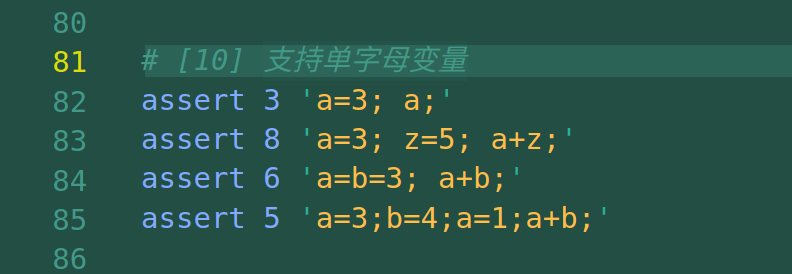 80
81 # [10] 支持单字母变量
82 assert 3 'a=3; a;'
83 assert 8 'a=3; z=5; a+z;'
84 assert 6 'a=b=3; a+b;'
85 assert 5 'a=3;b=4;a=1;a+b;'
86